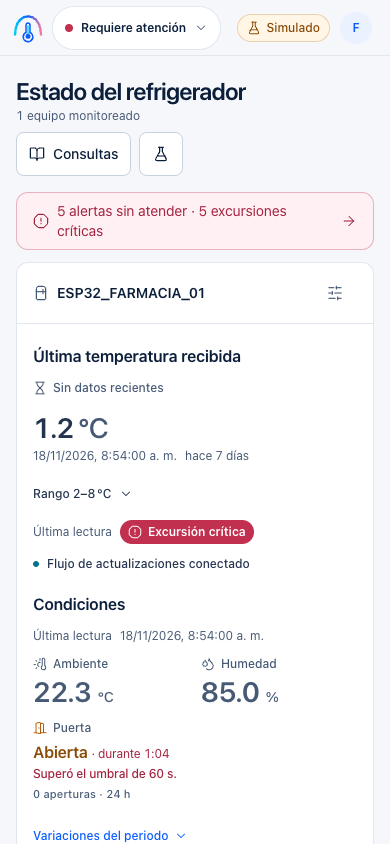 Requiere atención
Simulado
F
Estado del refrigerador
1 equipo monitoreado
Consultas
5 alertas sin atender · 5 excursiones
críticas
ESP32_FARMACIA_01
Última temperatura recibida
Sin datos recientes
1.2 °C
18/11/2026, 8:54:00 a. m. hace 7 días
Rango 2–8 °C
Última lectura Excursión crítica
Flujo de actualizaciones conectado
Condiciones
Última lectura 18/11/2026, 8:54:00 a. m.
Ambiente
22.3 °C
Humedad
85.0 %
Puerta
Abierta · durante 1:04
Superó el umbral de 60 s.
0 aperturas · 24 h
Variaciones del periodo